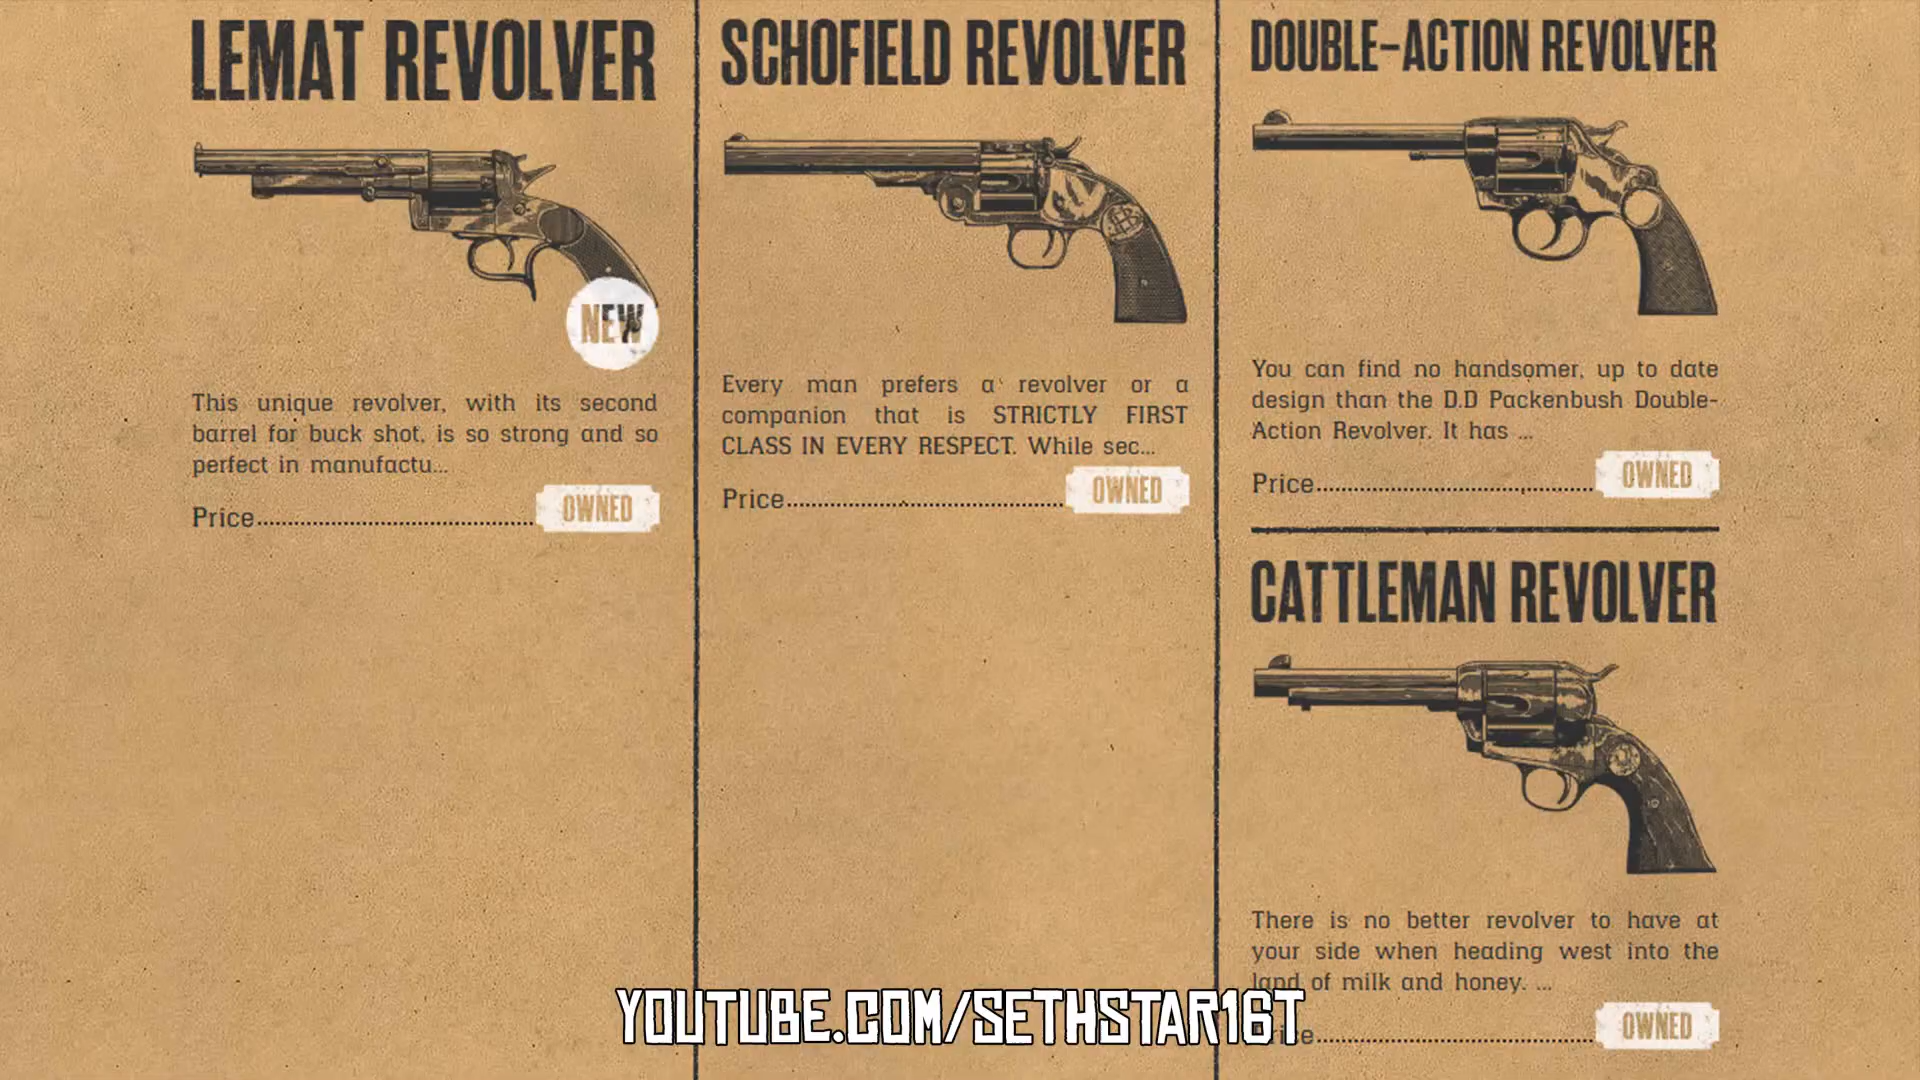 LEMAT REVOLVER
NEW
This unique revolver, with its second
barrel for buck shot, is so strong and so
perfect in manufactu...
Price
OWNED
SCHOFIELD REVOLVER
Every man prefers a revolver or a
companion that is STRICTLY FIRST
CLASS IN EVERY RESPECT. While sec...
Price
OWNED
DOUBLE-ACTION REVOLVER
You can find no handsomer, up to date
design than the D.D Packenbush Double-
Action Revolver. It has ...
Price
OWNED
CATTLEMAN REVOLVER
There is no better revolver to have at
your side when heading west into the
land of milk and honey. ...
Price
OWNED
YOUTUBE.COM/SETHSTAR16T